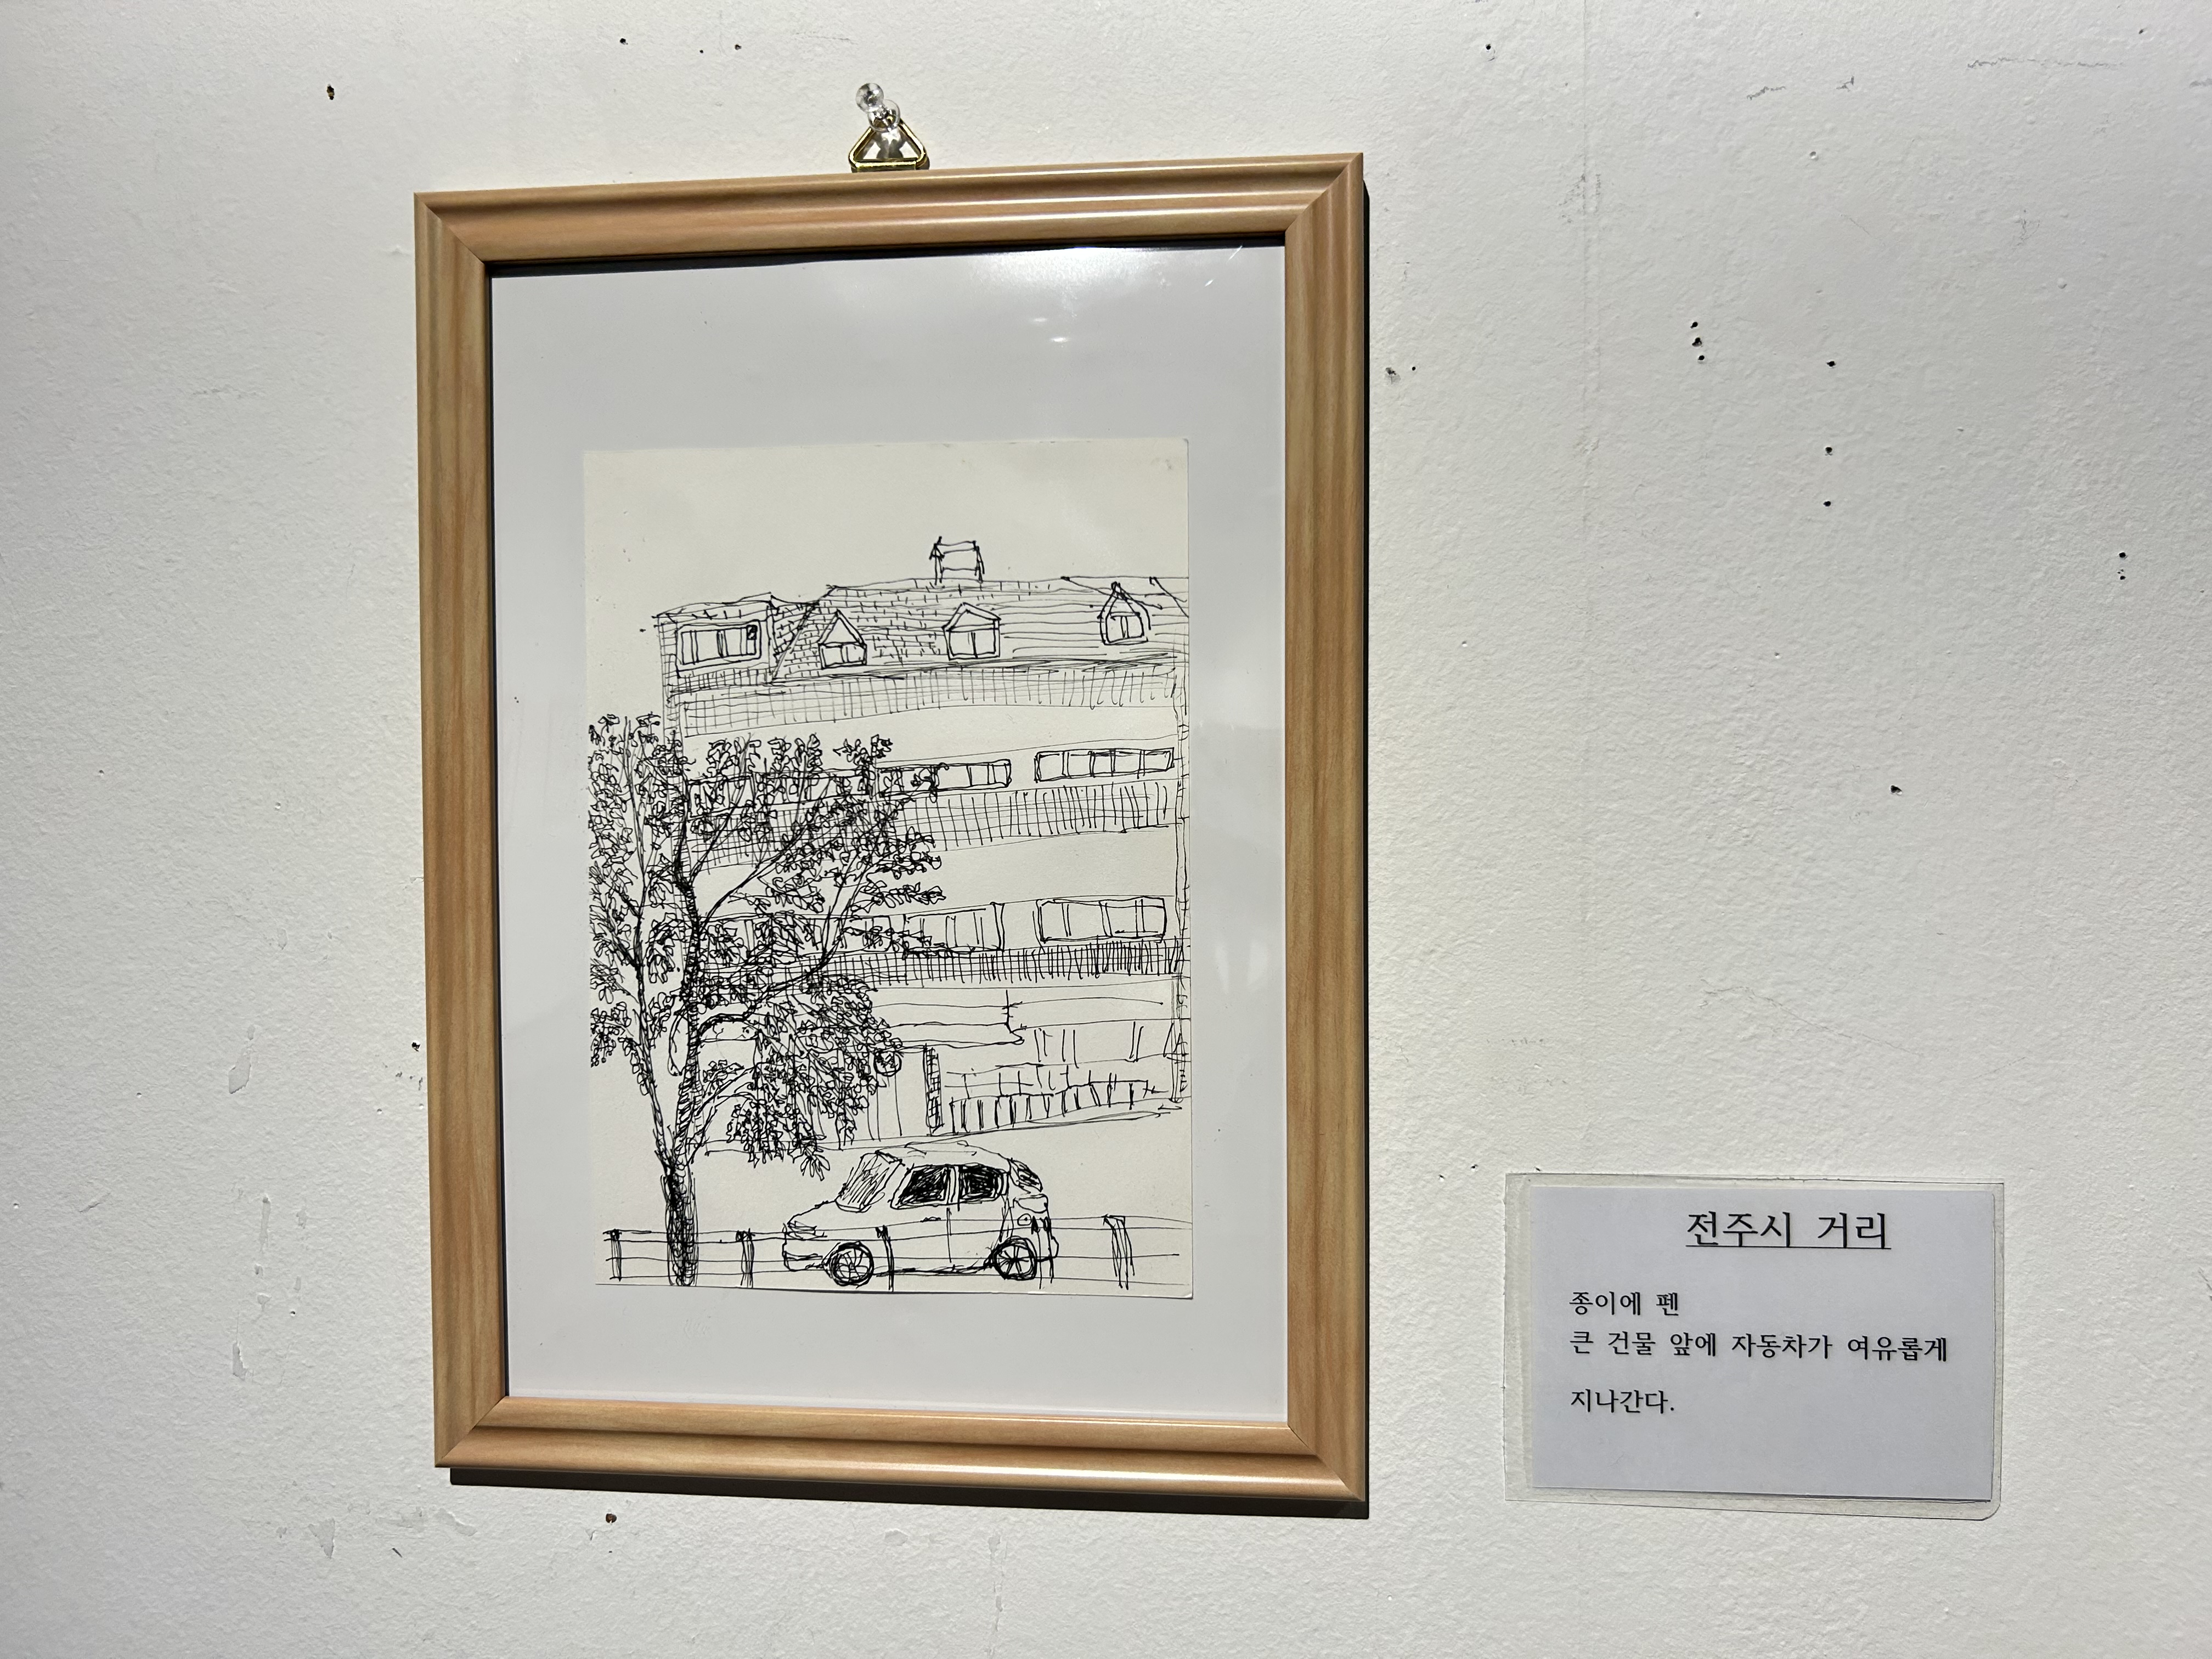 전주시 거리
종이에 펜
큰 건물 앞에 자동차가 여유롭게
지나간다.